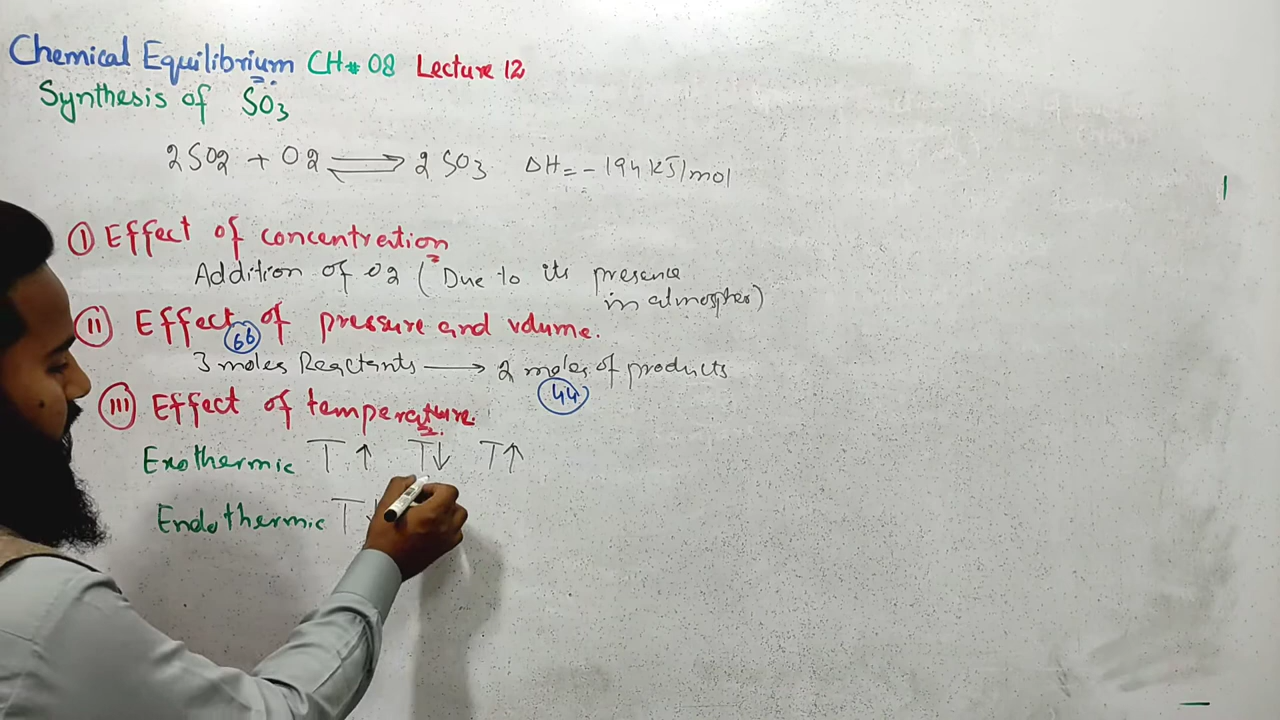 Chemical Equilibrium CH# 08 Lecture 12
Synthesis of SO3
2SO2 + O2 ⇌ 2SO3 ΔH = -194 kJ/mol
(I) Effect of concentration
Addition of O2 (Due to its presence
in atmospher)
(II) Effect of pressure and volume.
66
3 moles Reactants ⟶ 2 moles of products
44
(III) Effect of temperature.
Exothermic T ↑ T↓ T↑
Endothermic T